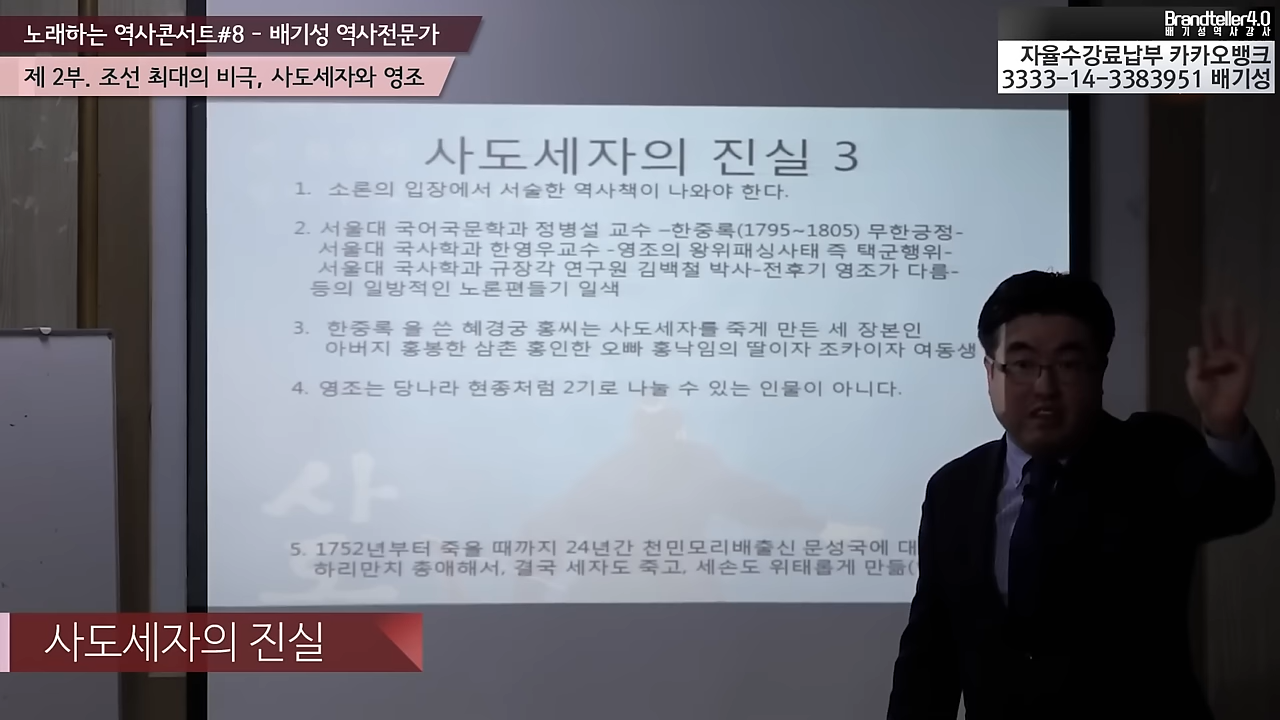 노래하는 역사콘서트#8 - 배기성 역사전문가
제 2부. 조선 최대의 비극, 사도세자와 영조
Brandteller4.0
배기성역사강사
자율수강료납부 카카오뱅크
3333-14-3383951 배기성
사도세자의 진실 3
1. 소론의 입장에서 서술한 역사책이 나와야 한다.
2. 서울대 국어국문학과 정병설 교수 -한중록(1795~1805) 무한긍정-
서울대 국사학과 한영우교수 -영조의 왕위패싱사태 즉 택군행위-
서울대 국사학과 규장각 연구원 김백철 박사-전후기 영조가 다름-
등의 일방적인 노론편들기 일색
3. 한중록 을 쓴 혜경궁 홍씨는 사도세자를 죽게 만든 세 장본인
아버지 홍봉한 삼촌 홍인한 오빠 홍낙임의 딸이자 조카이자 여동생
4. 영조는 당나라 현종처럼 2기로 나눌 수 있는 인물이 아니다.
사
5. 1752년부터 죽을 때까지 24년간 천민모리배출신 문성국에 대
하리만치 총애해서, 결국 세자도 죽고, 세손도 위태롭게 만듦(
사도세자의 진실